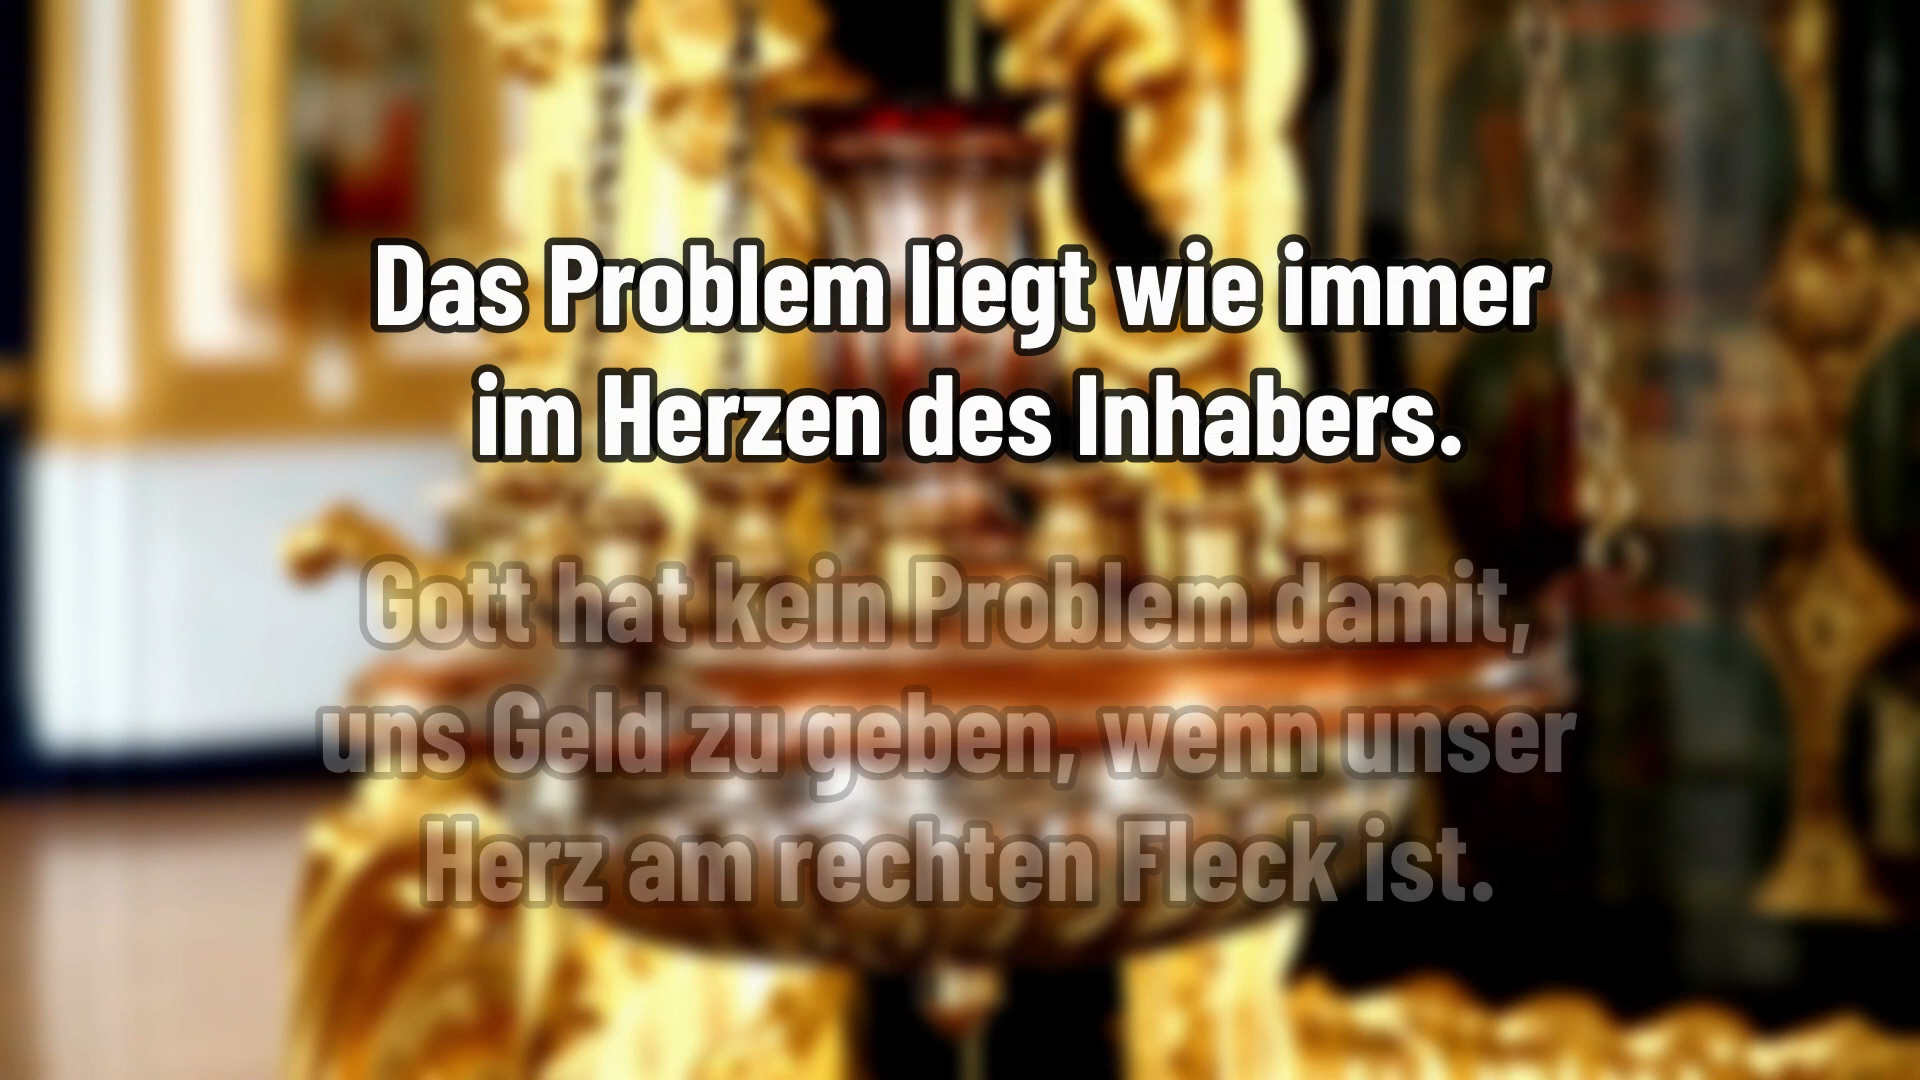 Das Problem liegt wie immer
im Herzen des Inhabers.
Gott hat kein Problem damit,
uns Geld zu geben, wenn unser
Herz am rechten Fleck ist.